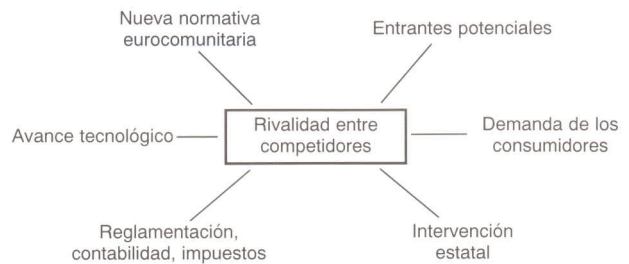 Nueva normativa
eurocomunitaria
Entrantes potenciales
Avance tecnológico
Rivalidad entre
competidores
Demanda de los
consumidores
Reglamentación,
contabilidad, impuestos
Intervención
estatal